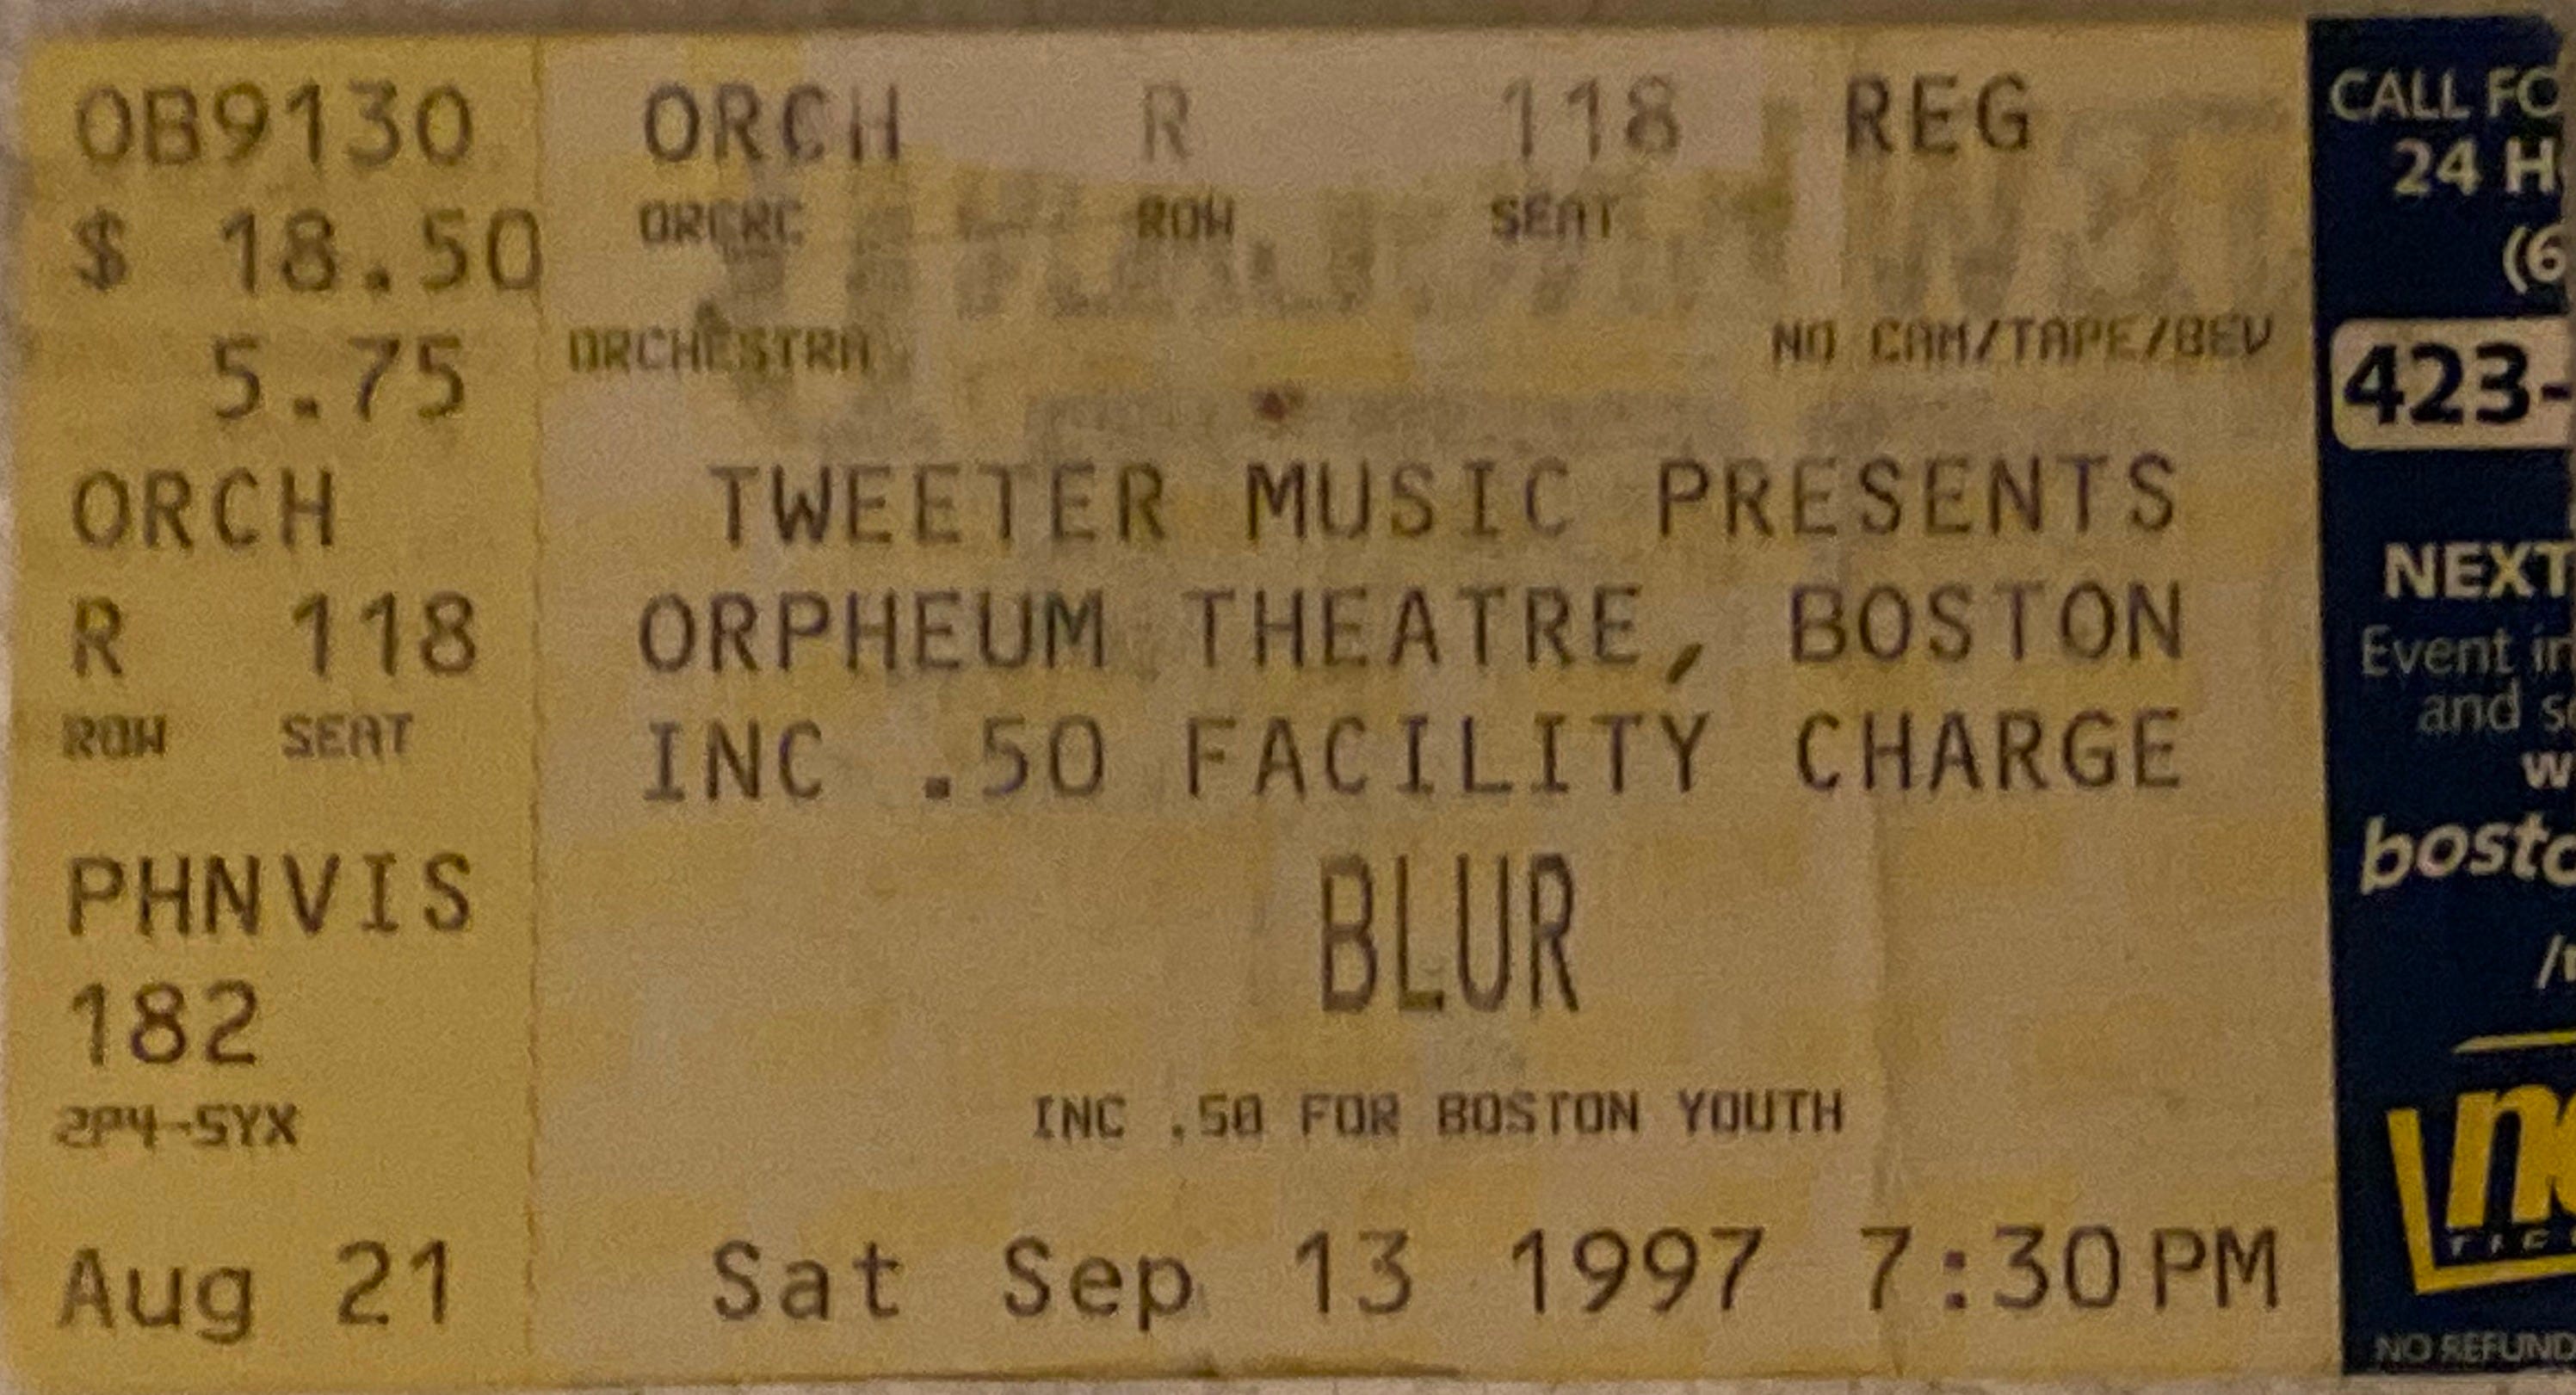 OB9130
$ 18.50
5.75
ORCH
R 118
ROW SEAT
PHNVIS
182
2P4-5YX
Aug 21
ORCH R 118 REG
ORCRC ROW SEAT
ORCHESTRA NO CAM/TAPE/BEV
TWEETER MUSIC PRESENTS
ORPHEUM THEATRE, BOSTON
INC .50 FACILITY CHARGE
BLUR
INC .50 FOR BOSTON YOUTH
Sat Sep 13 1997 7:30PM
CALL FO
24 H
(6
423-
NEXT
Event in
and s
w
bosto
NO REFUND